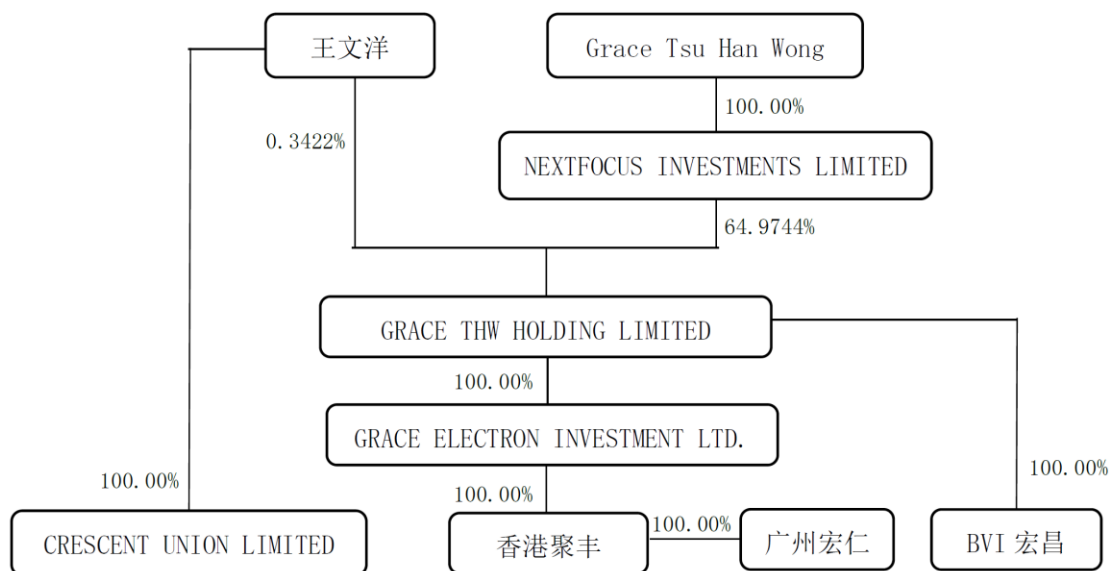 王文洋
Grace Tsu Han Wong
100.00%
0.3422%
NEXTFOCUS INVESTMENTS LIMITED
64.9744%
GRACE THW HOLDING LIMITED
100.00%
GRACE ELECTRON INVESTMENT LTD.
100.00%
100.00%
100.00%
100.00%
CRESCENT UNION LIMITED
香港聚丰
广州宏仁
BVI 宏昌